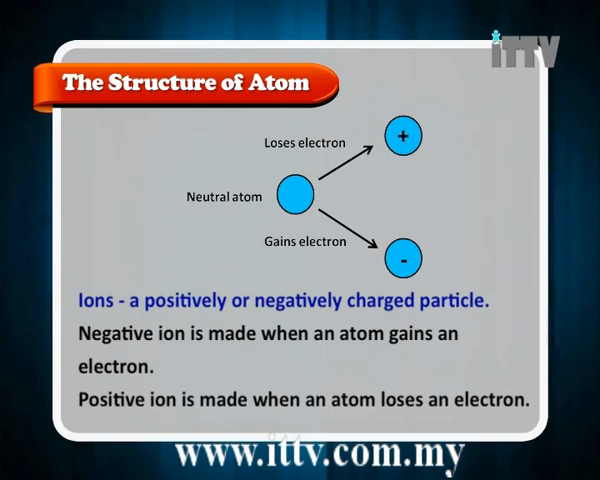 iTTV
The Structure of Atom
+
Loses electron
Neutral atom
Gains electron
-
Ions - a positively or negatively charged particle.
Negative ion is made when an atom gains an
electron.
Positive ion is made when an atom loses an electron.
www.ittv.com.my